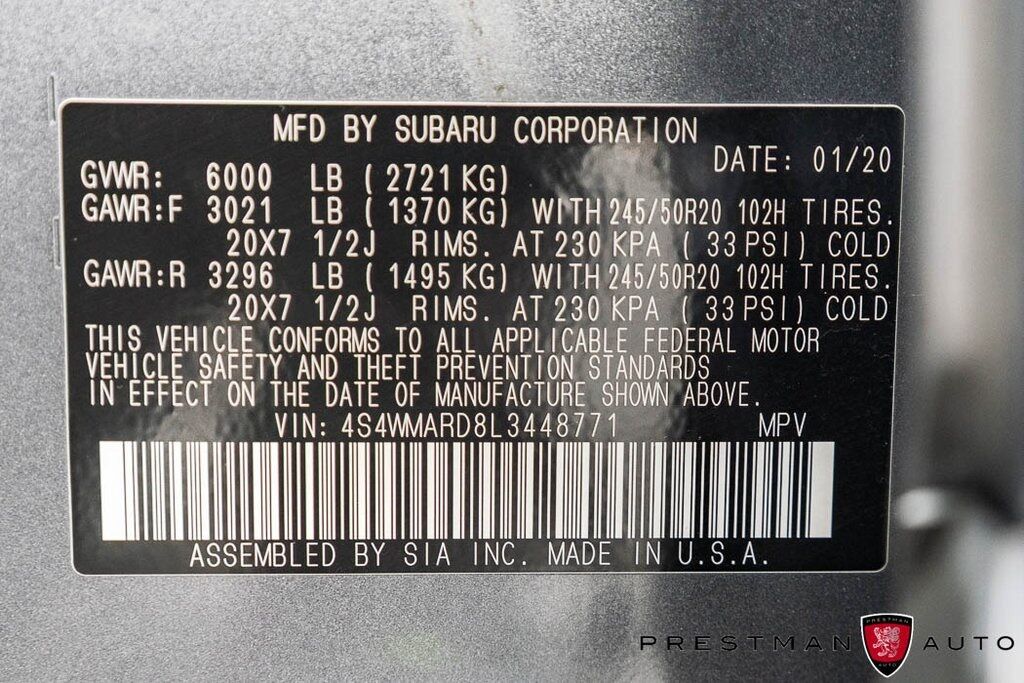 MFD BY SUBARU CORPORATION
DATE: 01/20
GVWR: 6000 LB ( 2721 KG)
GAWR:F 3021 LB ( 1370 KG) WITH 245/50R20 102H TIRES.
20X7 1/2J RIMS. AT 230 KPA ( 33 PSI) COLD
GAWR:R 3296 LB ( 1495 KG) WITH 245/50R20 102H TIRES.
20X7 1/2J RIMS. AT 230 KPA ( 33 PSI) COLD
THIS VEHICLE CONFORMS TO ALL APPLICABLE FEDERAL MOTOR
VEHICLE SAFETY AND THEFT PREVENTION STANDARDS
IN EFFECT ON THE DATE OF MANUFACTURE SHOWN ABOVE.
VIN: 4S4WMARD8L3448771 MPV
ASSEMBLED BY SIA INC. MADE IN U.S.A.
PRESTMAN AUTO
PRESTMAN
AUTO